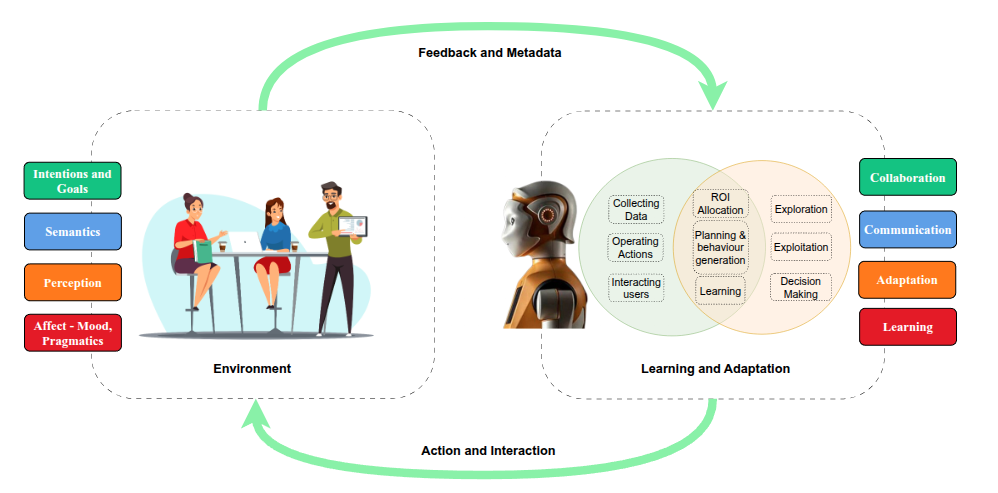 Feedback and Metadata
Intentions and
Goals
Semantics
Perception
Affect - Mood,
Pragmatics
Environment
Collecting
Data
Operating
Actions
Interacting
users
ROI
Allocation
Planning &
behaviour
generation
Learning
Exploration
Exploitation
Decision
Making
Learning and Adaptation
Collaboration
Communication
Adaptation
Learning
Action and Interaction